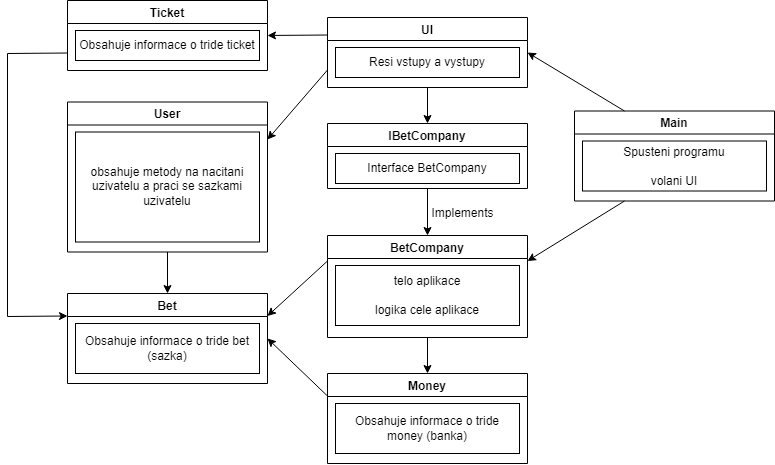 Ticket
Obsahuje informace o tride ticket
UI
Resi vstupy a vystupy
User
obsahuje metody na nacitani
uzivatelu a praci se sazkami
uzivatelu
IBetCompany
Interface BetCompany
Main
Spusteni programu
volani UI
Implements
BetCompany
telo aplikace
logika cele aplikace
Bet
Obsahuje informace o tride bet
(sazka)
Money
Obsahuje informace o tride
money (banka)